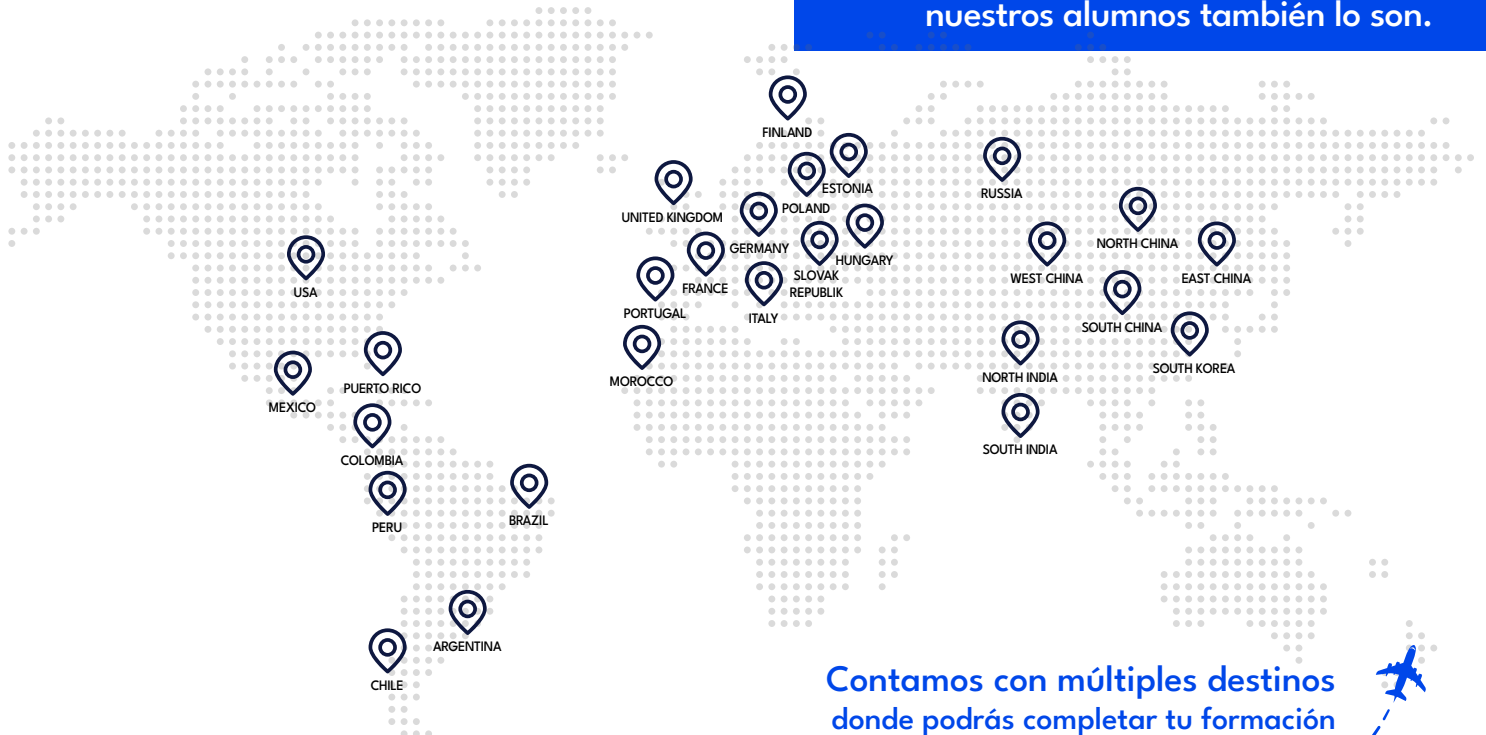 nuestros alumnos también lo son.
FINLAND
ESTONIA
RUSSIA
POLAND
UNITED KINGDOM
NORTH CHINA
GERMANY
HUNGARY
SLOVAK
REPUBLIK
WEST CHINA
EAST CHINA
FRANCE
USA
PORTUGAL
ITALY
SOUTH CHINA
SOUTH KOREA
NORTH INDIA
MOROCCO
PUERTO RICO
MEXICO
SOUTH INDIA
COLOMBIA
BRAZIL
PERU
ARGENTINA
CHILE
Contamos con múltiples destinos
donde podrás completar tu formación